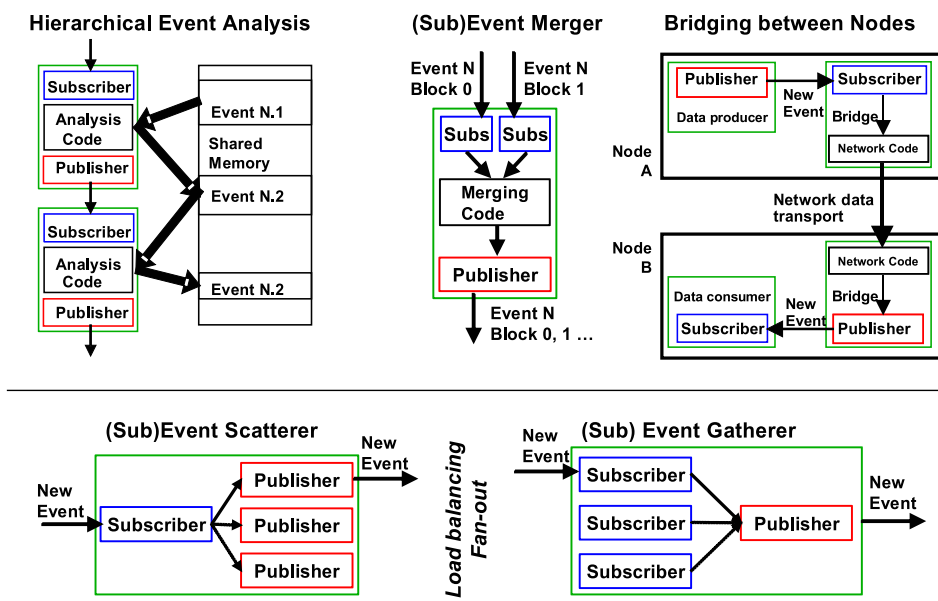 Hierarchical Event Analysis
Subscriber
Analysis
Code
Publisher
Subscriber
Analysis
Code
Publisher
Event N.1
Shared
Memory
Event N.2
Event N.2
(Sub)Event Merger
Event N
Block 0
Event N
Block 1
Subs
Subs
Merging
Code
Publisher
Event N
Block 0, 1 ...
Bridging between Nodes
Publisher
Data producer
New
Event
Subscriber
Bridge
Network Code
Node
A
Network data
transport
Node
B
Network Code
Bridge
Publisher
New
Event
Data consumer
Subscriber
(Sub)Event Scatterer
New
Event
Subscriber
Publisher
Publisher
Publisher
New
Event
Load balancing
Fan-out
(Sub) Event Gatherer
New
Event
Subscriber
Subscriber
Subscriber
Publisher
New
Event